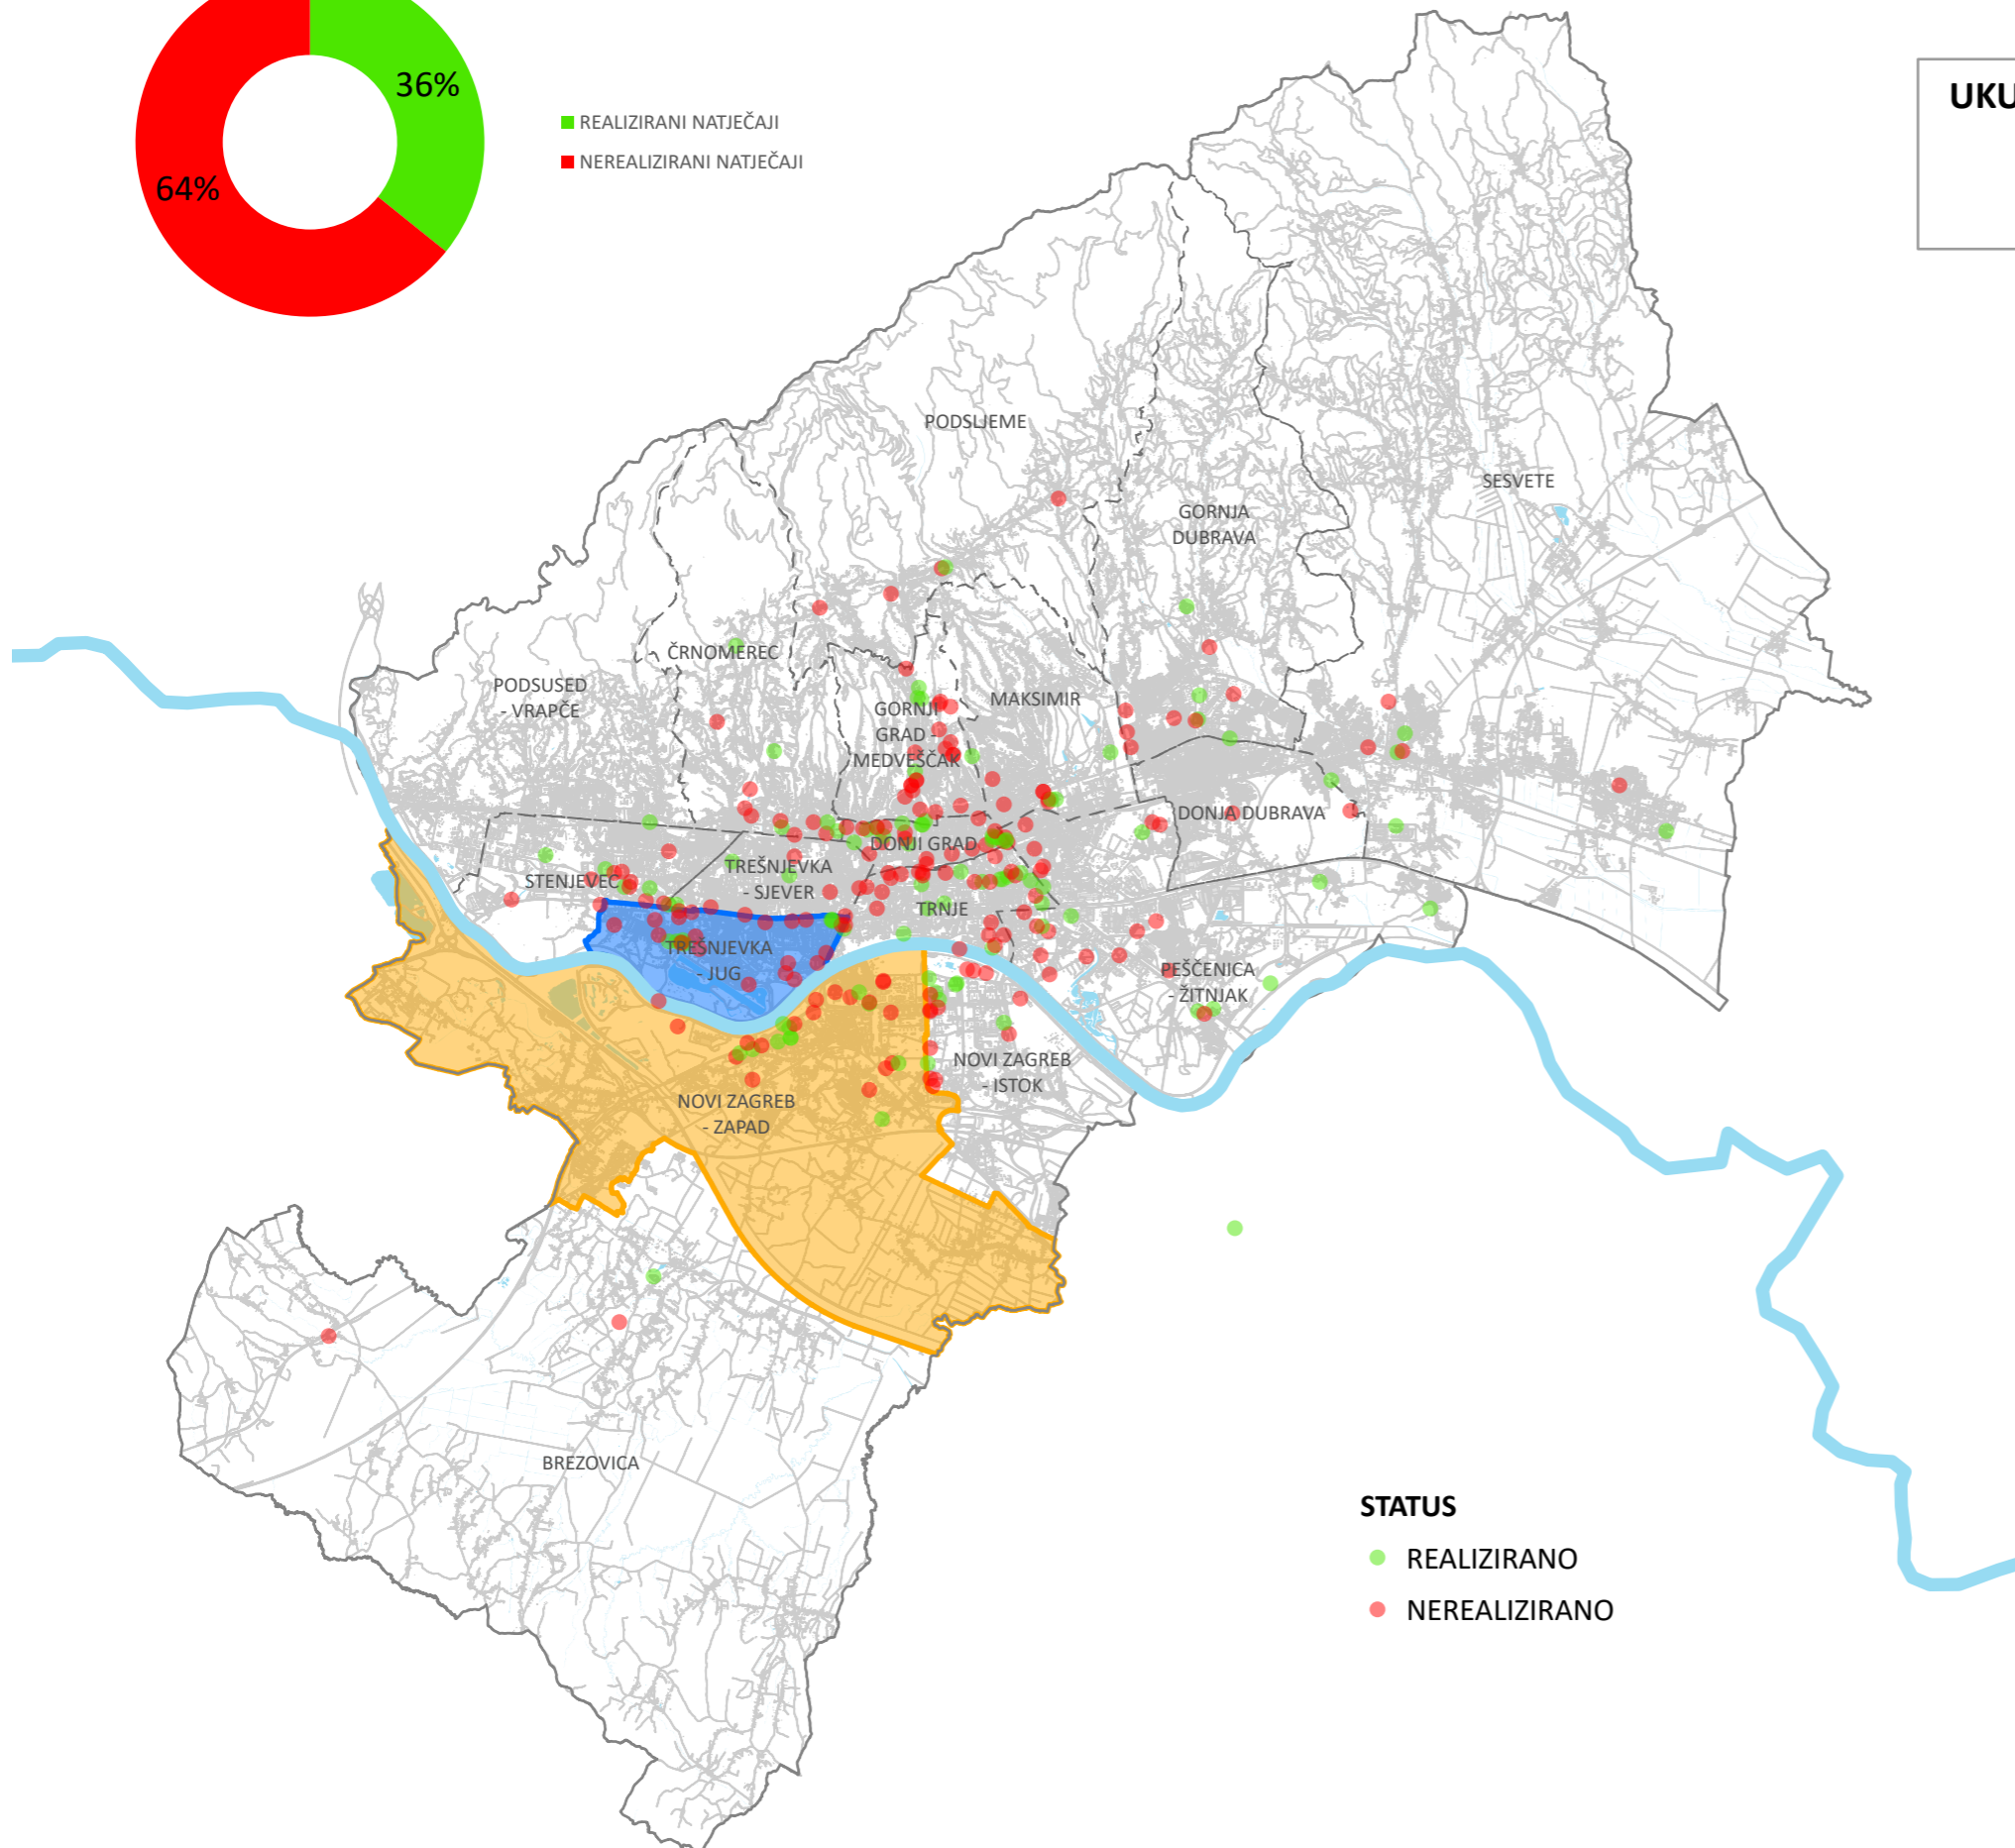 36%
64%
REALIZIRANI NATJEČAJI
NEREALIZIRANI NATJEČAJI
UKU
PODSLJEME
SESVETE
GORNJA
DUBRAVA
ČRNOMEREC
PODSUSED
- VRAPČE
MAKSIMIR
GORNJI
GRAD -
MEDVEŠČAK
DONJA DUBRAVA
DONJI GRAD
TREŠNJEVKA
- SJEVER
STENJEVEC
TRNJE
TREŠNJEVKA
- JUG
PEŠČENICA
- ŽITNJAK
NOVI ZAGREB
- ISTOK
NOVI ZAGREB
- ZAPAD
BREZOVICA
STATUS
REALIZIRANO
NEREALIZIRANO